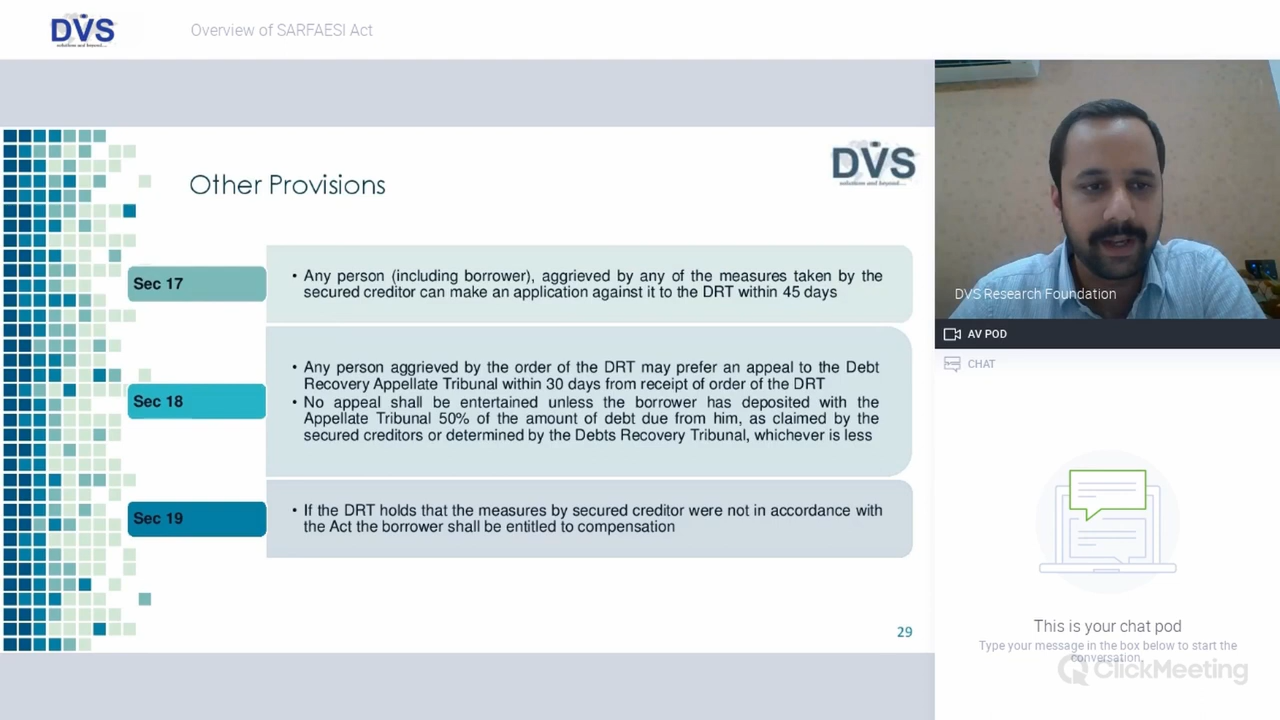 DVS
solutions and beyond....
Overview of SARFAESI Act
DVS
solutions and beyond....
Other Provisions
Sec 17
• Any person (including borrower), aggrieved by any of the measures taken by the
secured creditor can make an application against it to the DRT within 45 days
Sec 18
• Any person aggrieved by the order of the DRT may prefer an appeal to the Debt
Recovery Appellate Tribunal within 30 days from receipt of order of the DRT
• No appeal shall be entertained unless the borrower has deposited with the
Appellate Tribunal 50% of the amount of debt due from him, as claimed by the
secured creditors or determined by the Debts Recovery Tribunal, whichever is less
Sec 19
• If the DRT holds that the measures by secured creditor were not in accordance with
the Act the borrower shall be entitled to compensation
29
DVS Research Foundation
AV POD
CHAT
This is your chat pod
Type your message in the box below to start the
conversation.
ClickMeeting